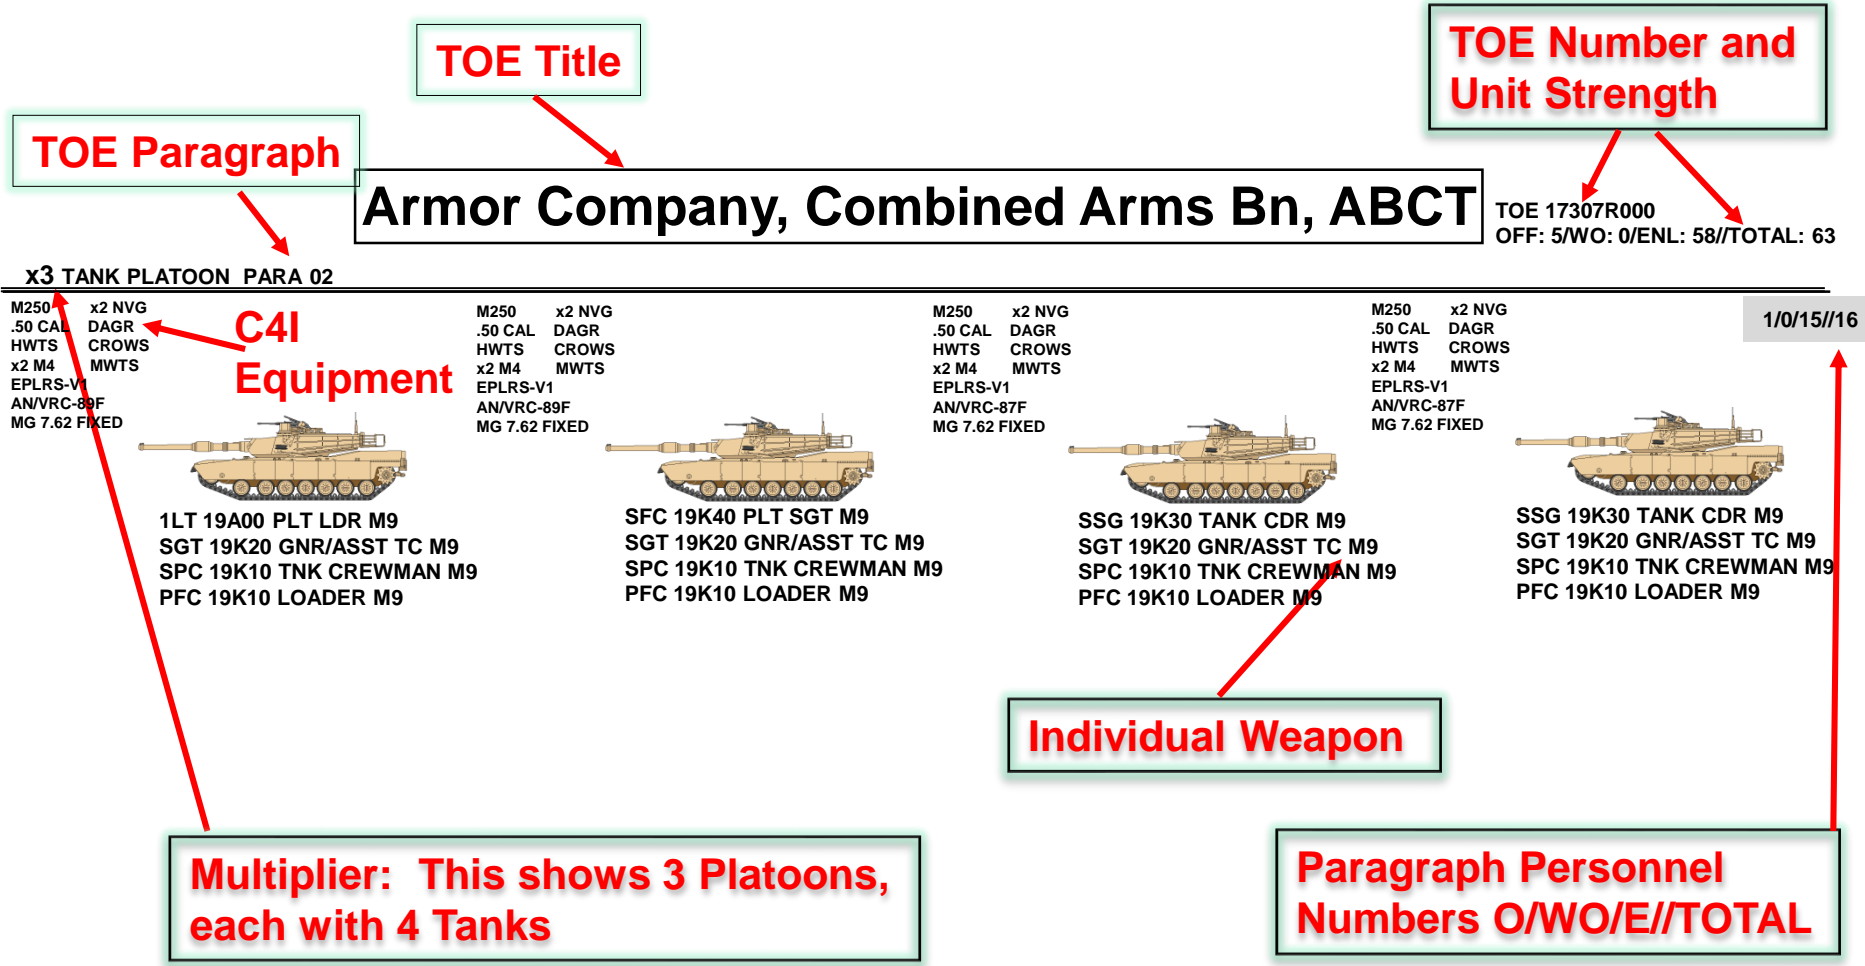 TOE Title
TOE Number and
Unit Strength
TOE Paragraph
Armor Company, Combined Arms Bn, ABCT
TOE 17307R000
OFF: 5/WO: 0/ENL: 58//TOTAL: 63
x3 TANK PLATOON PARA 02
M250 x2 NVG
.50 CAL DAGR
HWTS CROWS
x2 M4 MWTS
EPLRS-V1
AN/VRC-89F
MG 7.62 FIXED
C4I
Equipment
M250 x2 NVG
.50 CAL DAGR
HWTS CROWS
x2 M4 MWTS
EPLRS-V1
AN/VRC-89F
MG 7.62 FIXED
M250 x2 NVG
.50 CAL DAGR
HWTS CROWS
x2 M4 MWTS
EPLRS-V1
AN/VRC-87F
MG 7.62 FIXED
M250 x2 NVG
.50 CAL DAGR
HWTS CROWS
x2 M4 MWTS
EPLRS-V1
AN/VRC-87F
MG 7.62 FIXED
1/0/15//16
1LT 19A00 PLT LDR M9
SGT 19K20 GNR/ASST TC M9
SPC 19K10 TNK CREWMAN M9
PFC 19K10 LOADER M9
SFC 19K40 PLT SGT M9
SGT 19K20 GNR/ASST TC M9
SPC 19K10 TNK CREWMAN M9
PFC 19K10 LOADER M9
SSG 19K30 TANK CDR M9
SGT 19K20 GNR/ASST TC M9
SPC 19K10 TNK CREWMAN M9
PFC 19K10 LOADER M9
SSG 19K30 TANK CDR M9
SGT 19K20 GNR/ASST TC M9
SPC 19K10 TNK CREWMAN M9
PFC 19K10 LOADER M9
Individual Weapon
Multiplier: This shows 3 Platoons,
each with 4 Tanks
Paragraph Personnel
Numbers O/WO/E//TOTAL